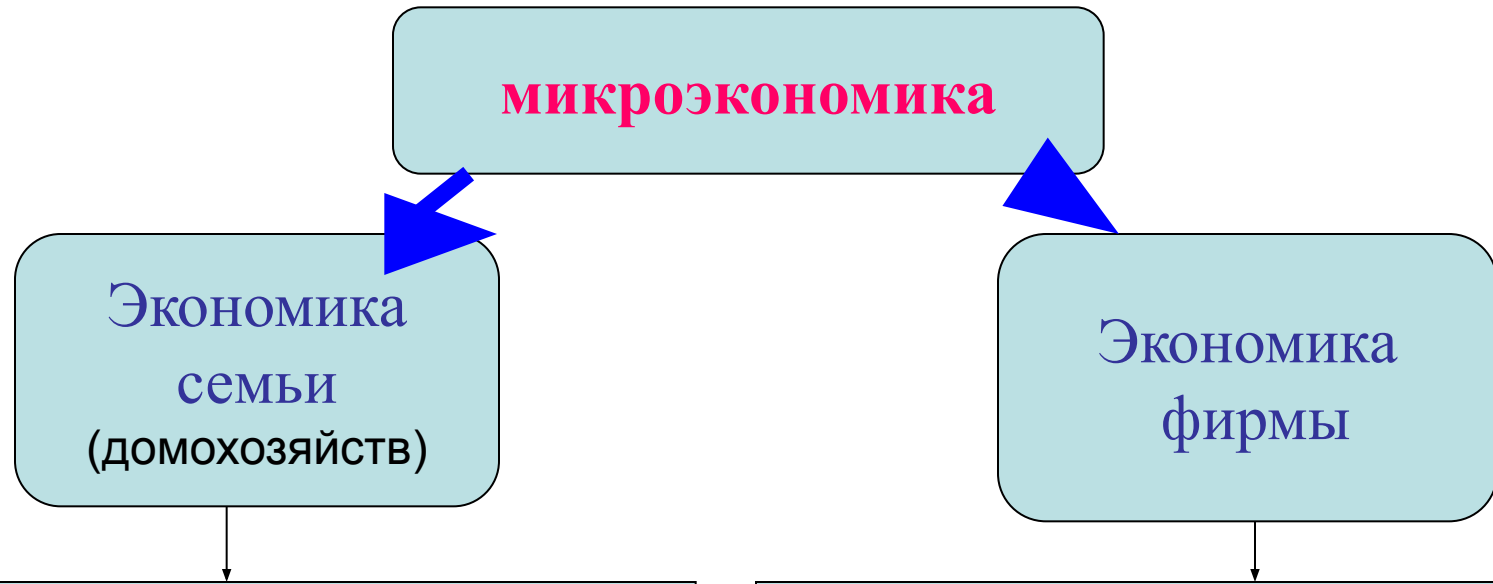 микроэкономика
Экономика
семьи
(домохозяйств)
Экономика
фирмы